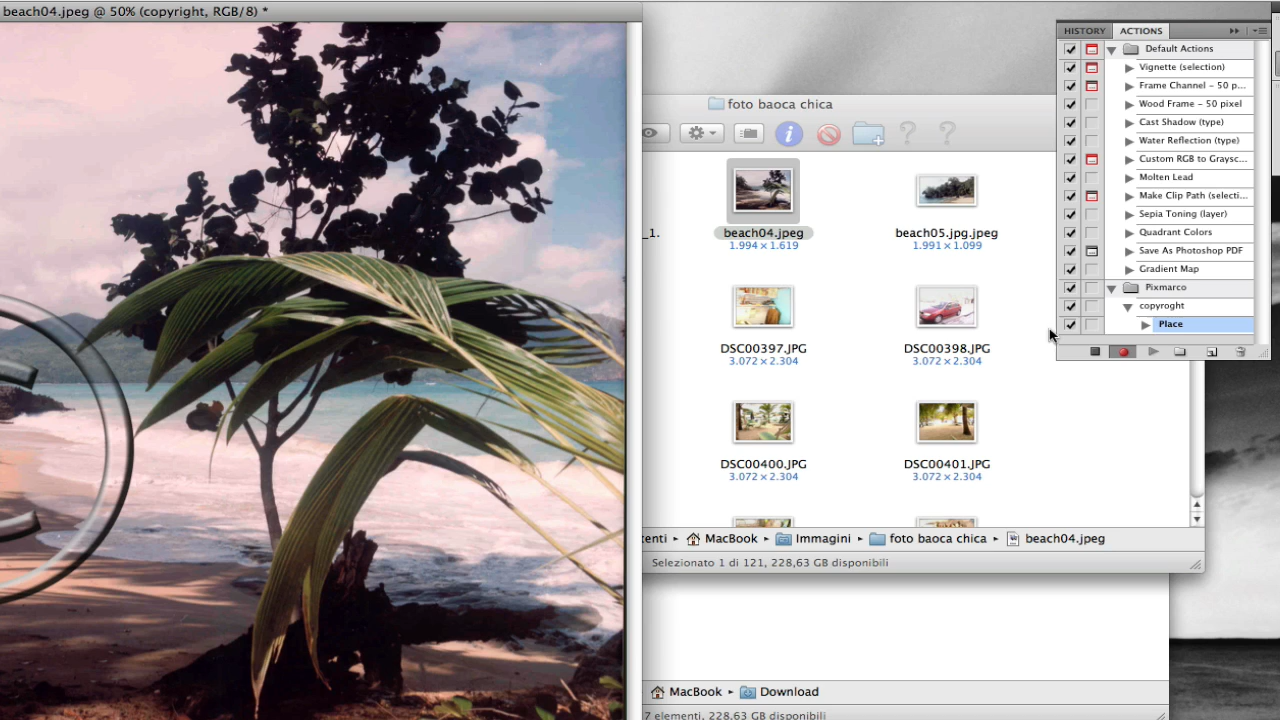 beach04.jpeg @ 50% (copyright, RGB/8) *
foto baoca chica
_1.
beach04.jpeg
1.994 × 1.619
beach05.jpg.jpeg
1.991 × 1.099
DSC00397.JPG
3.072 × 2.304
DSC00398.JPG
3.072 × 2.304
DSC00400.JPG
3.072 × 2.304
DSC00401.JPG
3.072 × 2.304
enti ▸ MacBook ▸ Immagini ▸ foto baoca chica ▸ beach04.jpeg
Selezionato 1 di 121, 228,63 GB disponibili
MacBook ▸ Download
7 elementi, 228,63 GB disponibili
HISTORY ACTIONS
Default Actions
Vignette (selection)
Frame Channel - 50 p...
Wood Frame - 50 pixel
Cast Shadow (type)
Water Reflection (type)
Custom RGB to Graysc...
Molten Lead
Make Clip Path (selecti...
Sepia Toning (layer)
Quadrant Colors
Save As Photoshop PDF
Gradient Map
Pixmarco
copyroght
Place